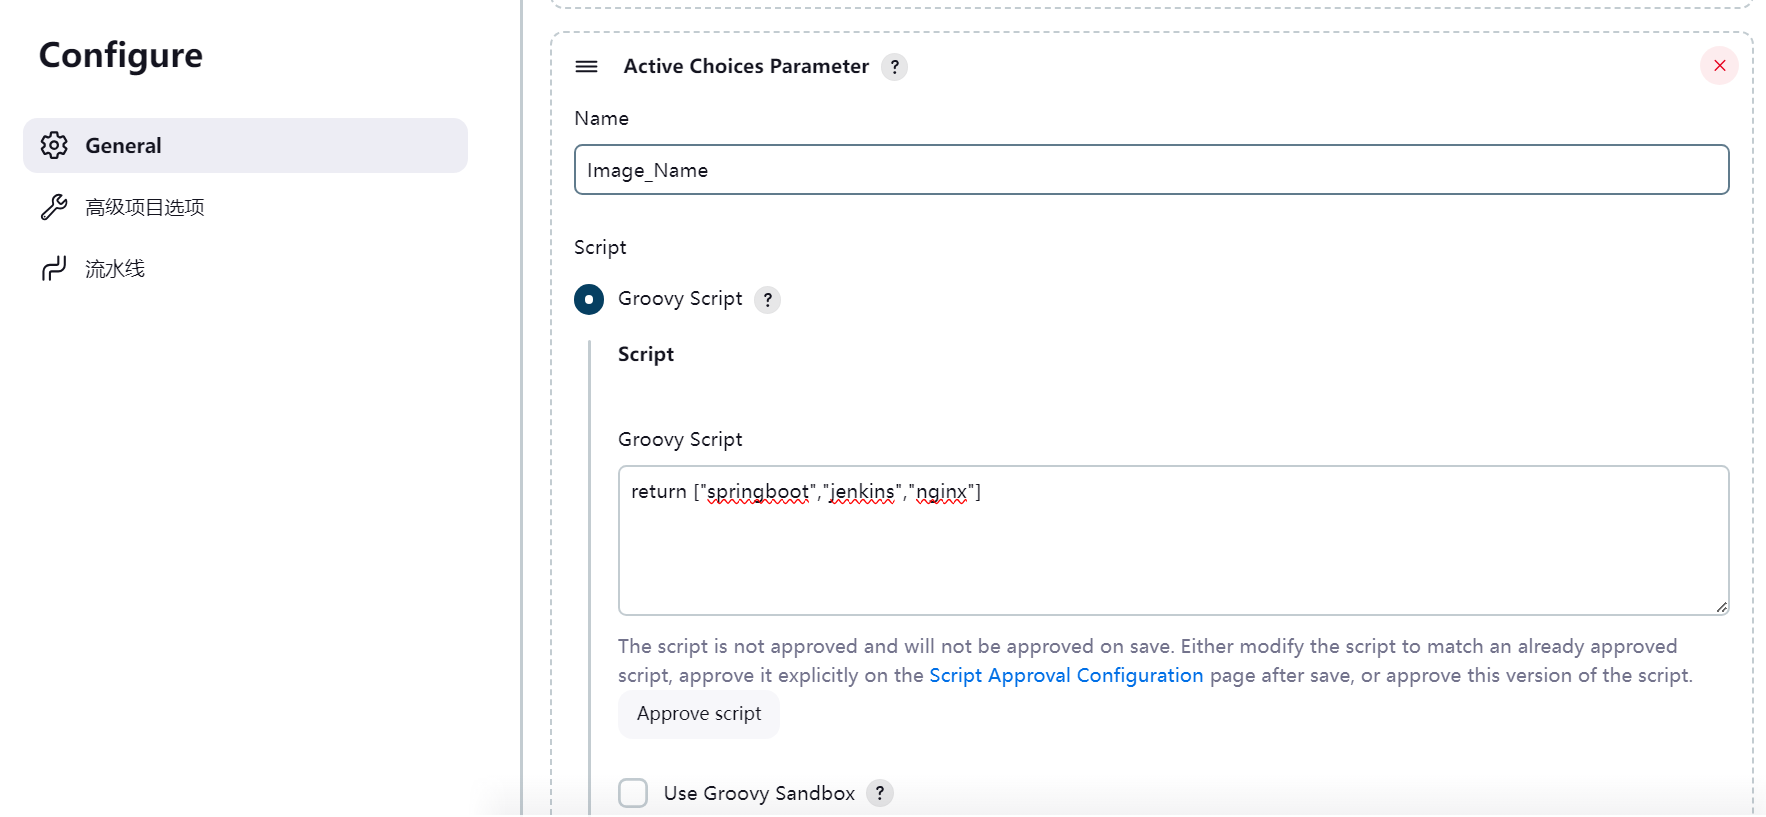 Configure
General
高级项目选项
流水线
Active Choices Parameter ?
Name
Image_Name
Script
Groovy Script ?
Script
Groovy Script
return ["springboot","jenkins","nginx"]
The script is not approved and will not be approved on save. Either modify the script to match an already approved
script, approve it explicitly on the Script Approval Configuration page after save, or approve this version of the script.
Approve script
Use Groovy Sandbox ?